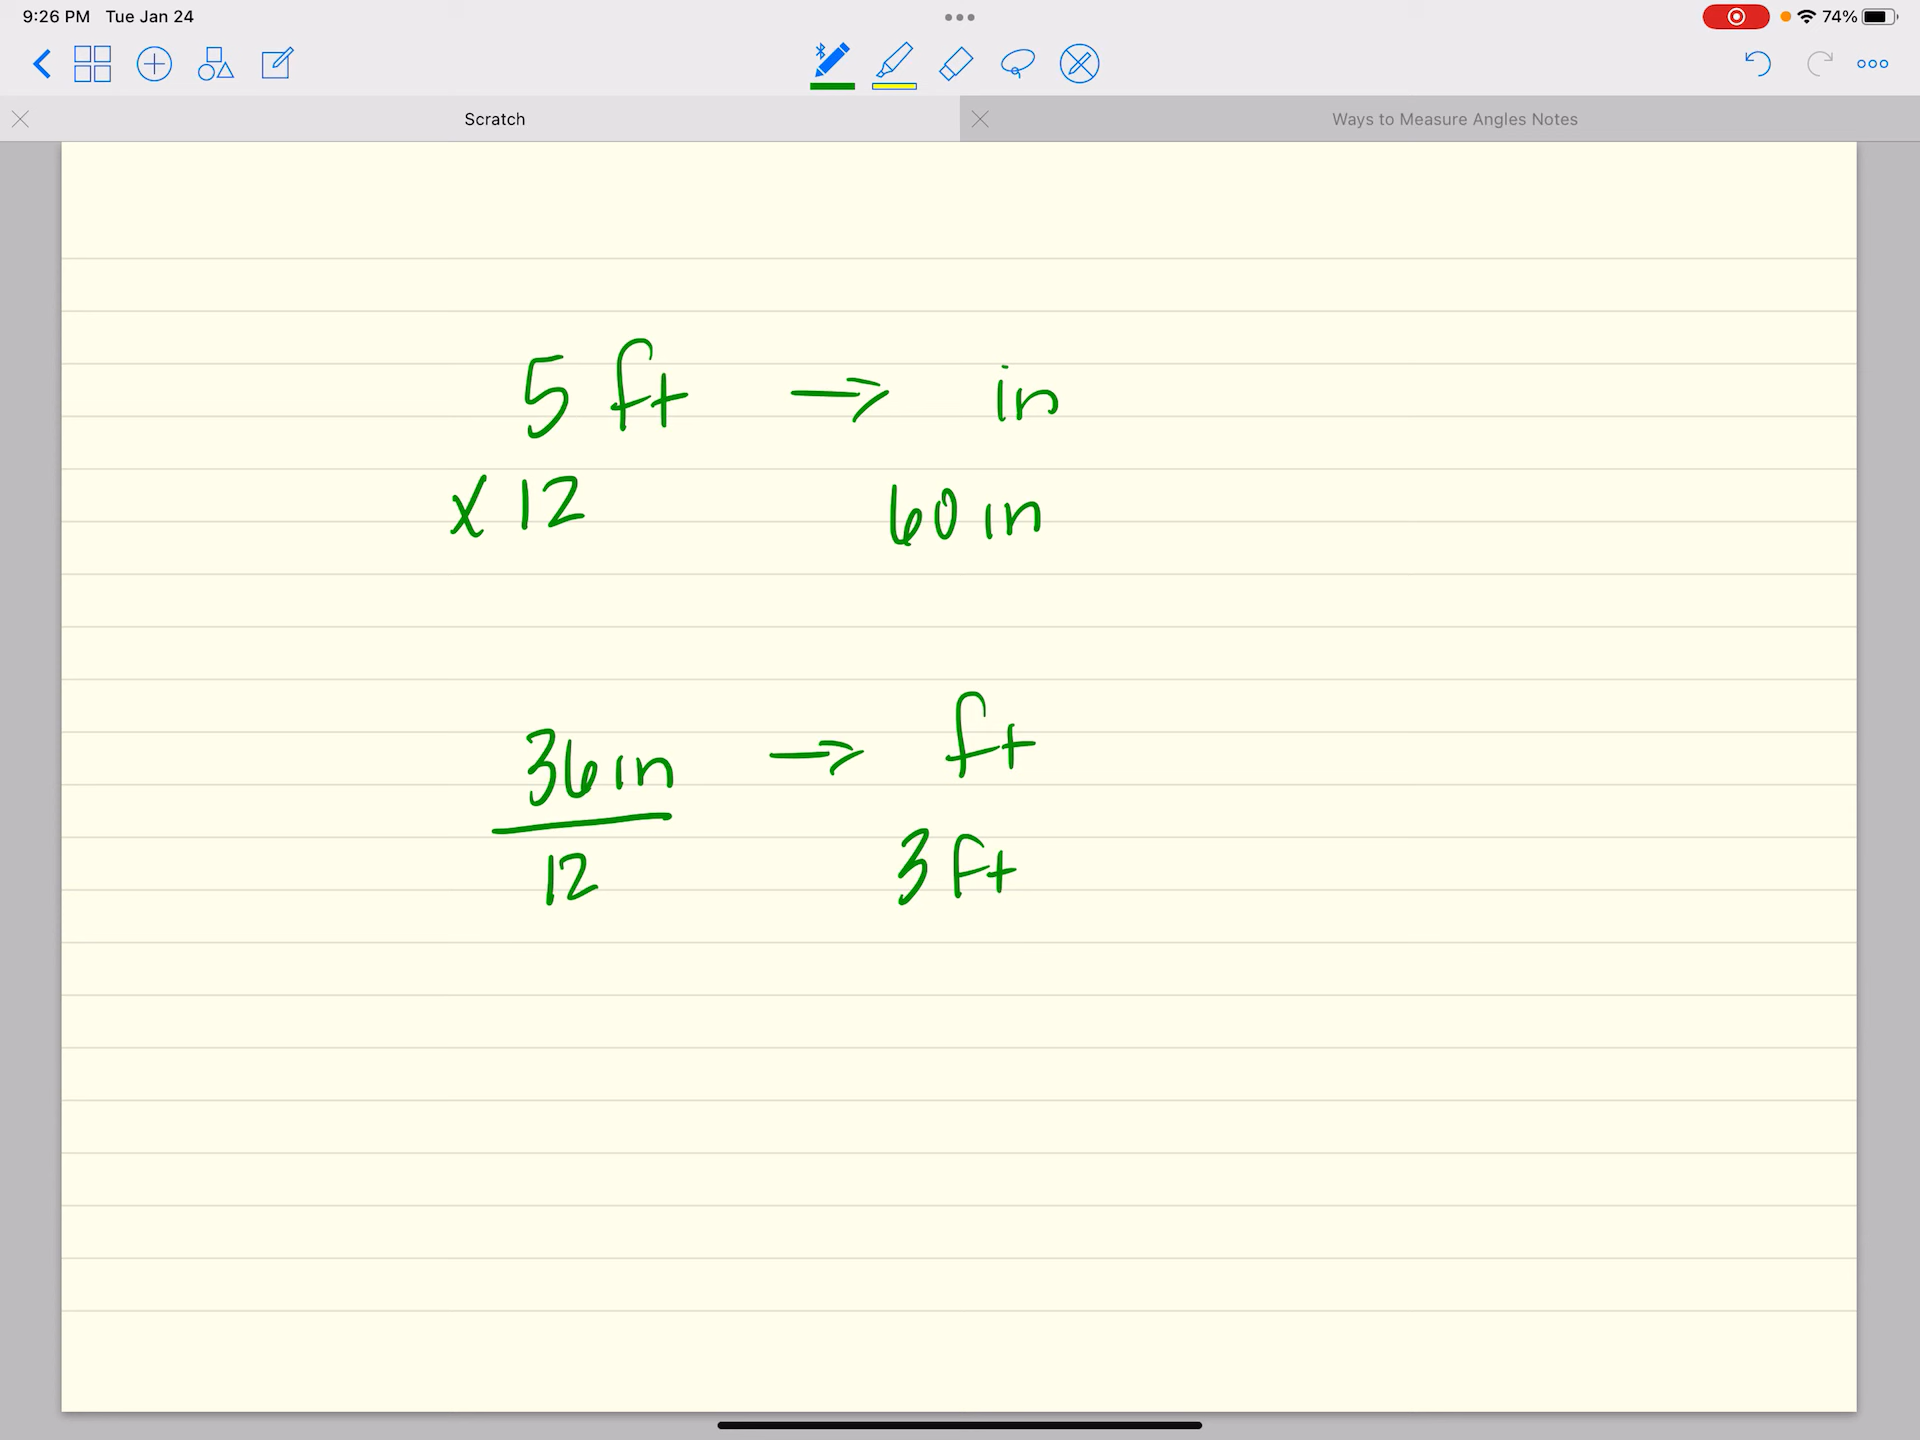 9:26 PM Tue Jan 24
74%
Scratch
Ways to Measure Angles Notes
5 ft → in
x 12 60 in
36 in → ft
12 3 ft